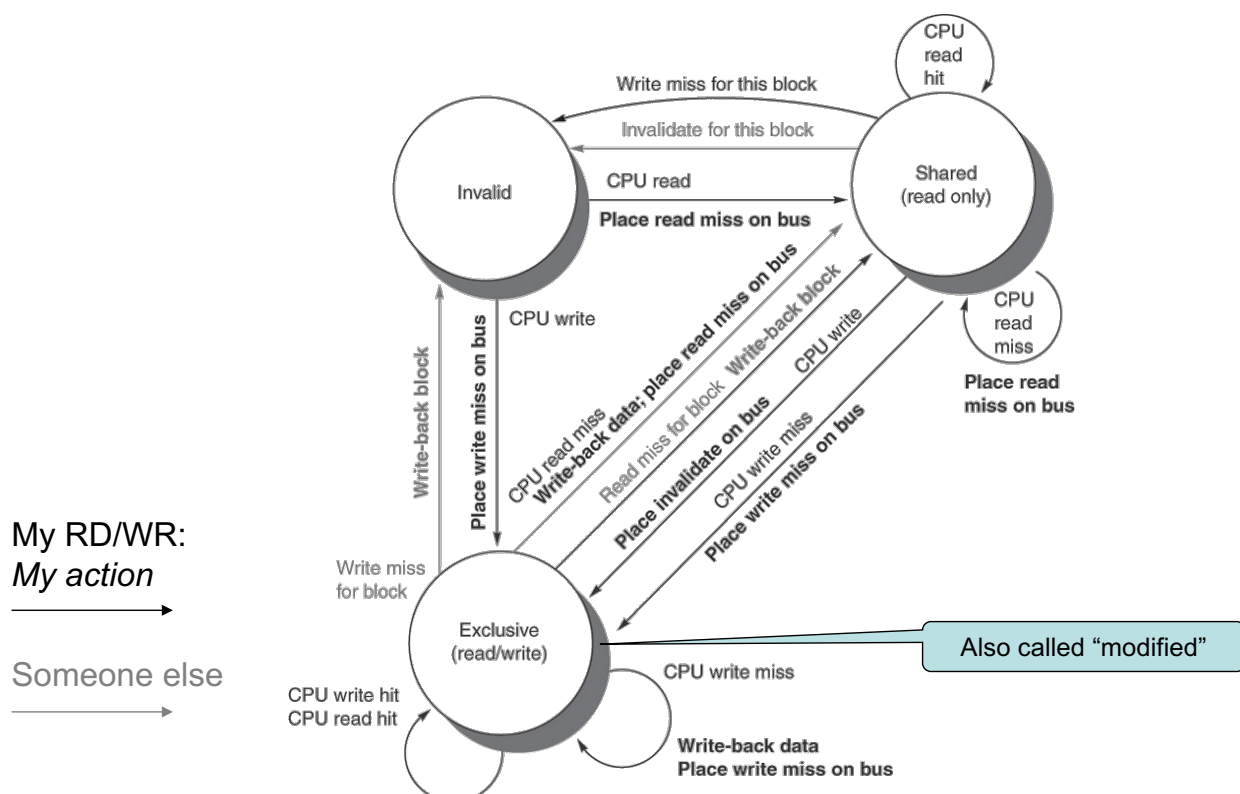 CPU
read
hit
Write miss for this block
Invalidate for this block
Invalid
CPU read
Place read miss on bus
Shared
(read only)
CPU write
Place write miss on bus
Write-back block
CPU read miss
Write-back data; place read miss on bus
Read miss for block Write-back block
Place invalidate on bus CPU write
CPU write miss
Place write miss on bus
CPU
read
miss
Place read
miss on bus
My RD/WR:
My action
Someone else
Write miss
for block
Exclusive
(read/write)
Also called “modified”
CPU write miss
CPU write hit
CPU read hit
Write-back data
Place write miss on bus